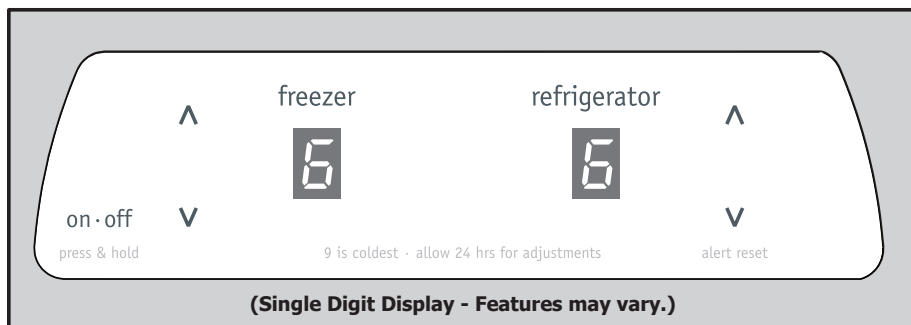 freezer refrigerator
∧ ∧
6 6
on·off ∨ ∨
press & hold 9 is coldest · allow 24 hrs for adjustments alert reset
(Single Digit Display - Features may vary.)